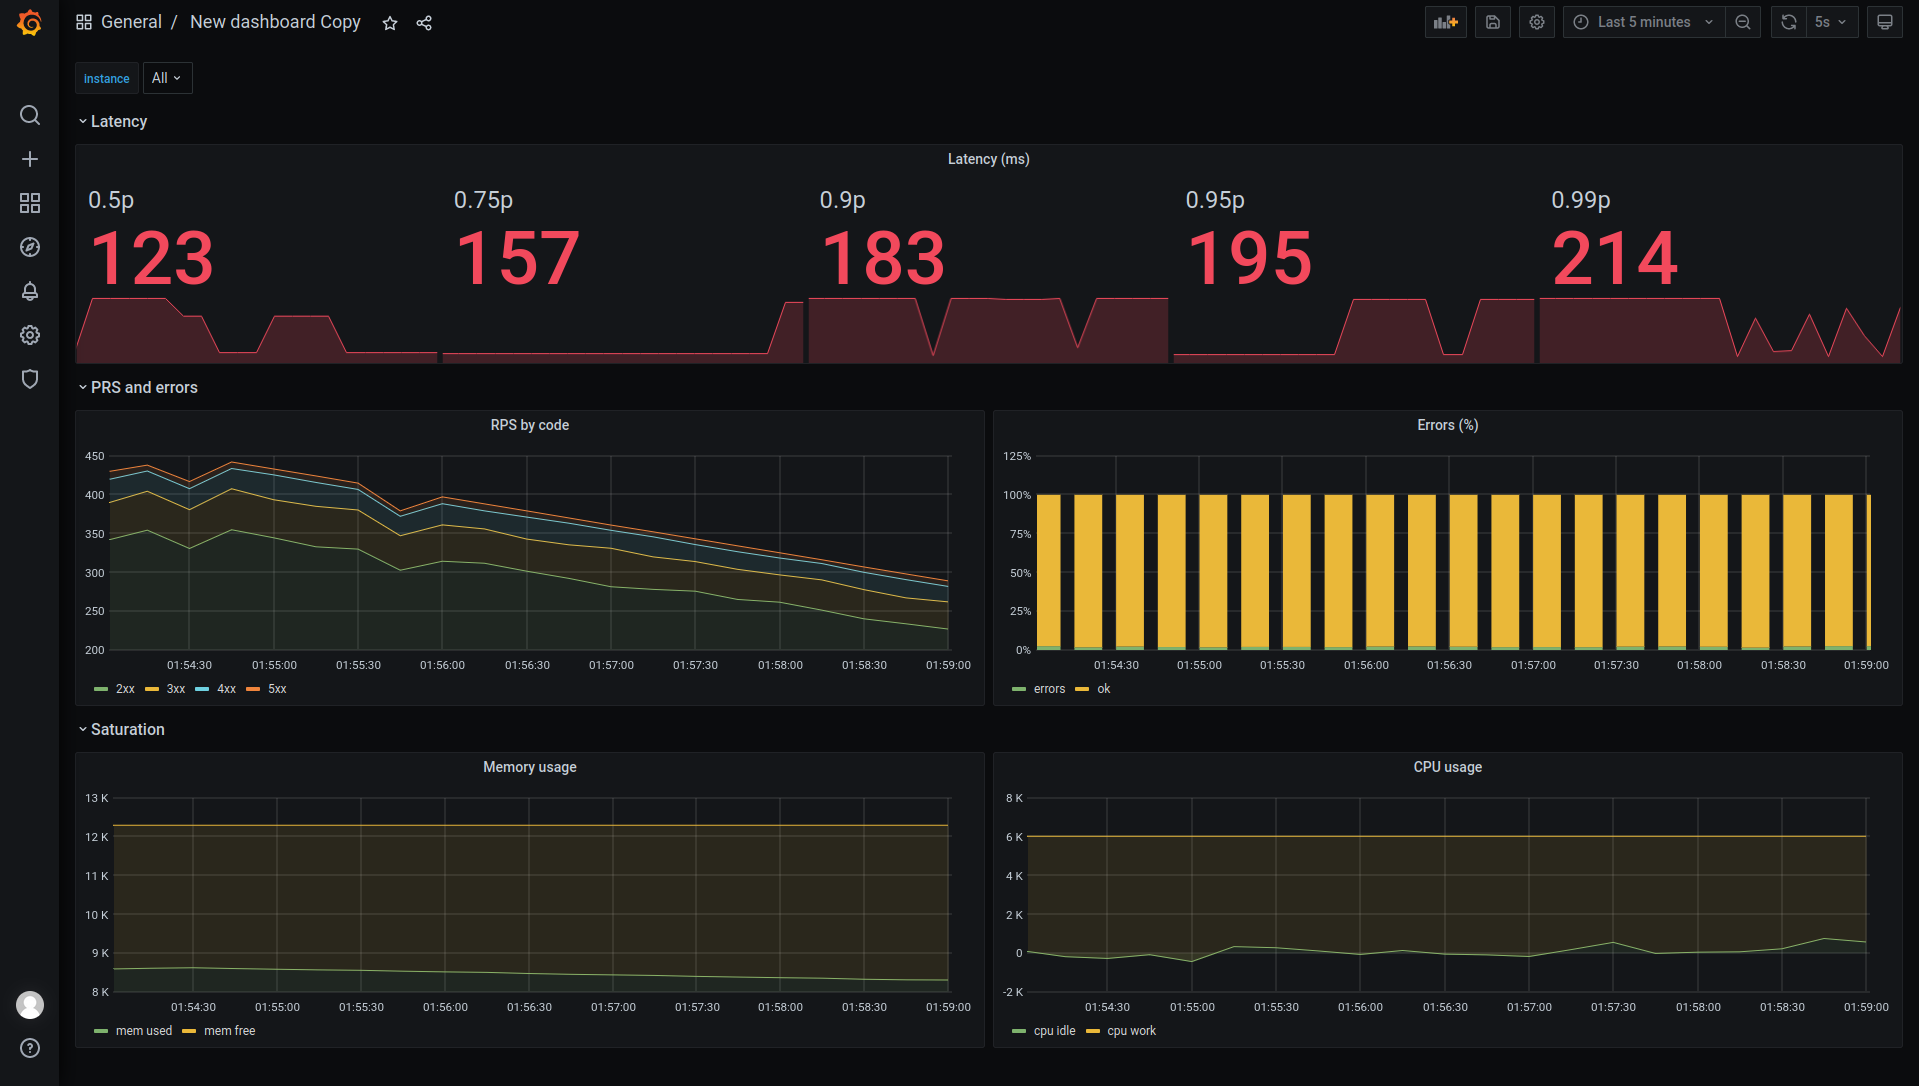 General / New dashboard Copy
Last 5 minutes
5s
instance All
Latency
Latency (ms)
0.5p 0.75p 0.9p 0.95p 0.99p
123 157 183 195 214
PRS and errors
RPS by code
450
400
350
300
250
200
01:54:30 01:55:00 01:55:30 01:56:00 01:56:30 01:57:00 01:57:30 01:58:00 01:58:30 01:59:00
2xx 3xx 4xx 5xx
Errors (%)
125%
100%
75%
50%
25%
0%
01:54:30 01:55:00 01:55:30 01:56:00 01:56:30 01:57:00 01:57:30 01:58:00 01:58:30 01:59:00
errors ok
Saturation
Memory usage
13 K
12 K
11 K
10 K
9 K
8 K
01:54:30 01:55:00 01:55:30 01:56:00 01:56:30 01:57:00 01:57:30 01:58:00 01:58:30 01:59:00
mem used mem free
CPU usage
8 K
6 K
4 K
2 K
0
-2 K
01:54:30 01:55:00 01:55:30 01:56:00 01:56:30 01:57:00 01:57:30 01:58:00 01:58:30 01:59:00
cpu idle cpu work